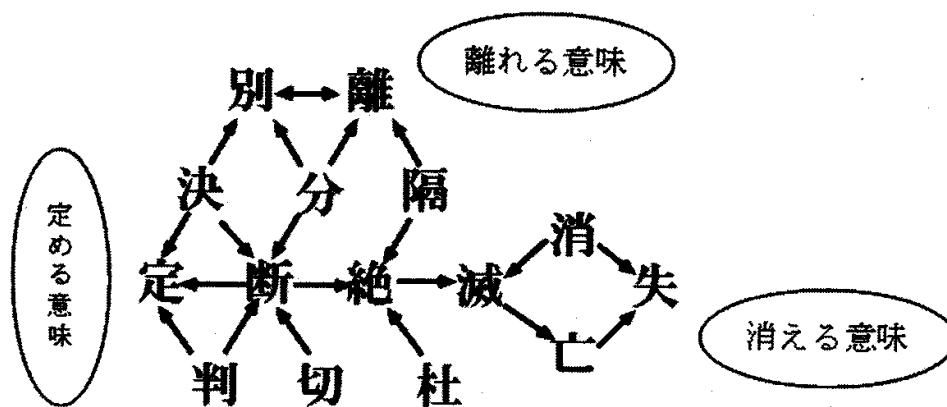 離れる意味
別 離
決 分 隔
定める意味
消
定 断 絶 滅 失
亡
消える意味
判 切 杜